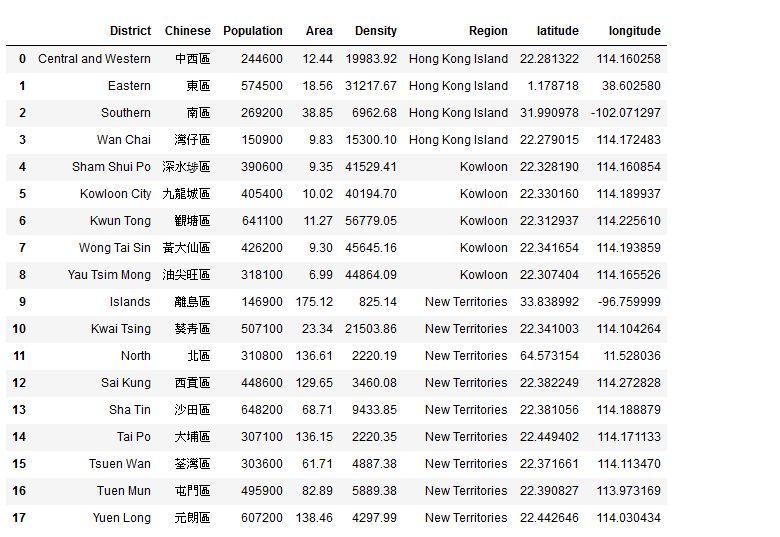 District Chinese Population Area Density Region latitude longitude
0 Central and Western 中西區 244600 12.44 19983.92 Hong Kong Island 22.281322 114.160258
1 Eastern 東區 574500 18.56 31217.67 Hong Kong Island 1.178718 38.602580
2 Southern 南區 269200 38.85 6962.68 Hong Kong Island 31.990978 -102.071297
3 Wan Chai 灣仔區 150900 9.83 15300.10 Hong Kong Island 22.279015 114.172483
4 Sham Shui Po 深水埗區 390600 9.35 41529.41 Kowloon 22.328190 114.160854
5 Kowloon City 九龍城區 405400 10.02 40194.70 Kowloon 22.330160 114.189937
6 Kwun Tong 觀塘區 641100 11.27 56779.05 Kowloon 22.312937 114.225610
7 Wong Tai Sin 黃大仙區 426200 9.30 45645.16 Kowloon 22.341654 114.193859
8 Yau Tsim Mong 油尖旺區 318100 6.99 44864.09 Kowloon 22.307404 114.165526
9 Islands 離島區 146900 175.12 825.14 New Territories 33.838992 -96.759999
10 Kwai Tsing 葵青區 507100 23.34 21503.86 New Territories 22.341003 114.104264
11 North 北區 310800 136.61 2220.19 New Territories 64.573154 11.528036
12 Sai Kung 西貢區 448600 129.65 3460.08 New Territories 22.382249 114.272828
13 Sha Tin 沙田區 648200 68.71 9433.85 New Territories 22.381056 114.188879
14 Tai Po 大埔區 307100 136.15 2220.35 New Territories 22.449402 114.171133
15 Tsuen Wan 荃灣區 303600 61.71 4887.38 New Territories 22.371661 114.113470
16 Tuen Mun 屯門區 495900 82.89 5889.38 New Territories 22.390827 113.973169
17 Yuen Long 元朗區 607200 138.46 4297.99 New Territories 22.442646 114.030434